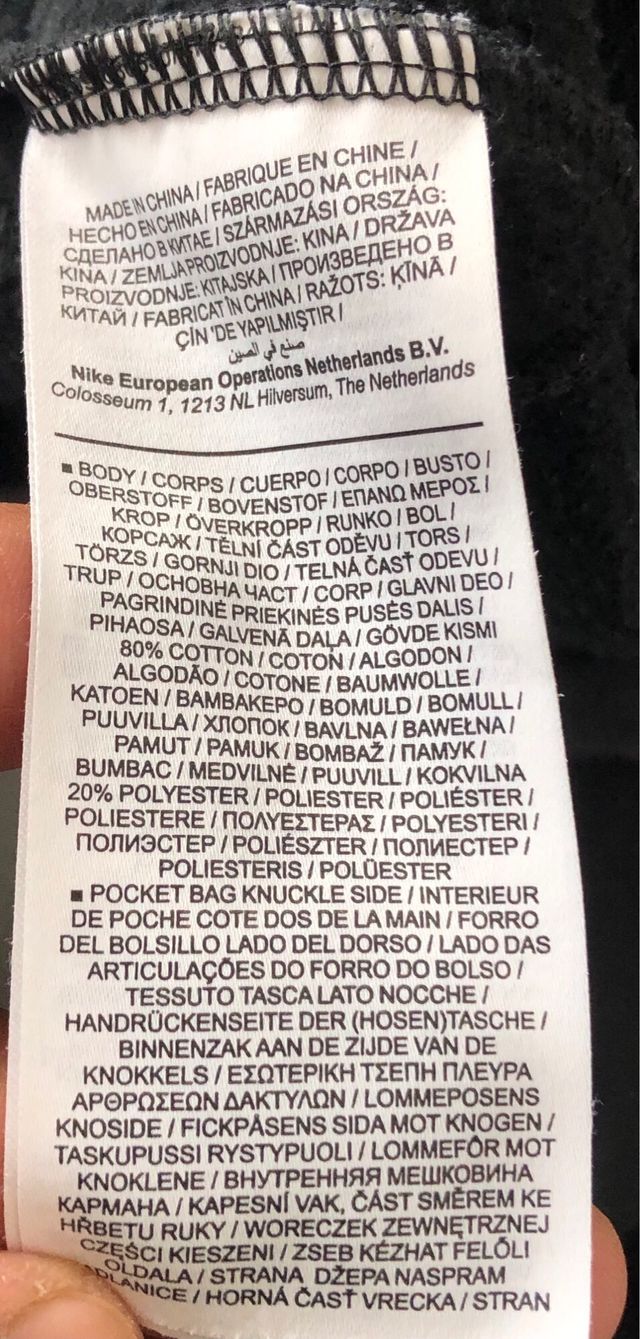 MADE IN CHINA / FABRIQUE EN CHINE /
HECHO EN CHINA / FABRICADO NA CHINA /
СДЕЛАНО В КИТАЕ / SZÁRMAZÁSI ORSZÁG:
KINA / ZEMLJA PROIZVODNJE: KINA / DRŽAVA
PROIZVODNJE: KITAJSKA / ПРОИЗВЕДЕНО В
КИТАЙ / FABRICAT ÎN CHINA / RAŽOTS: ĶĪNĀ /
ÇİN 'DE YAPILMIŞTIR /
صنع في الصين
Nike European Operations Netherlands B.V.
Colosseum 1, 1213 NL Hilversum, The Netherlands
▪ BODY / CORPS / CUERPO / CORPO / BUSTO /
OBERSTOFF / BOVENSTOF / ΕΠΑΝΩ ΜΕΡΟΣ /
KROP / ÖVERKROPP / RUNKO / BOL /
КОРСАЖ / TĚLNÍ ČÁST ODĚVU / TORS /
TÖRZS / GORNJI DIO / TELNÁ ČASŤ ODEVU /
TRUP / ОСНОВНА ЧАСТ / CORP / GLAVNI DEO /
PAGRINDINĖ PRIEKINĖS PUSĖS DALIS /
PIHAOSA / GALVENĀ DAĻA / GÖVDE KISMI
80% COTTON / COTON / ALGODON /
ALGODÃO / COTONE / BAUMWOLLE /
KATOEN / ΒΑΜΒΑΚΕΡΟ / BOMULD / BOMULL /
PUUVILLA / ХЛОПОК / BAVLNA / BAWEŁNA /
PAMUT / PAMUK / BOMBAŽ / ПАМУК /
BUMBAC / MEDVILNĖ / PUUVILL / KOKVILNA
20% POLYESTER / POLIESTER / POLIÉSTER /
POLIESTERE / ΠΟΛΥΕΣΤΕΡΑΣ / POLYESTERI /
ПОЛИЭСТЕР / POLIÉSZTER / ПОЛИЕСТЕР /
POLIESTERIS / POLÜESTER
▪ POCKET BAG KNUCKLE SIDE / INTERIEUR
DE POCHE COTE DOS DE LA MAIN / FORRO
DEL BOLSILLO LADO DEL DORSO / LADO DAS
ARTICULAÇÕES DO FORRO DO BOLSO /
TESSUTO TASCA LATO NOCCHE /
HANDRÜCKENSEITE DER (HOSEN)TASCHE /
BINNENZAK AAN DE ZIJDE VAN DE
KNOKKELS / ΕΣΩΤΕΡΙΚΗ ΤΣΕΠΗ ΠΛΕΥΡΑ
ΑΡΘΡΩΣΕΩΝ ΔΑΚΤΥΛΩΝ / LOMMEPOSENS
KNOSIDE / FICKPÅSENS SIDA MOT KNOGEN /
TASKUPUSSI RYSTYPUOLI / LOMMEFÔR MOT
KNOKLENE / ВНУТРЕННЯЯ МЕШКОВИНА
КАРМАНА / KAPESNÍ VAK, ČÁST SMĚREM KE
HŘBETU RUKY / WORECZEK ZEWNĘTRZNEJ
CZĘŚCI KIESZENI / ZSEB KÉZHÁT FELŐLI
OLDALA / STRANA DŽEPA NASPRAM
DLANICE / HORNÁ ČASŤ VRECKA / STRAN